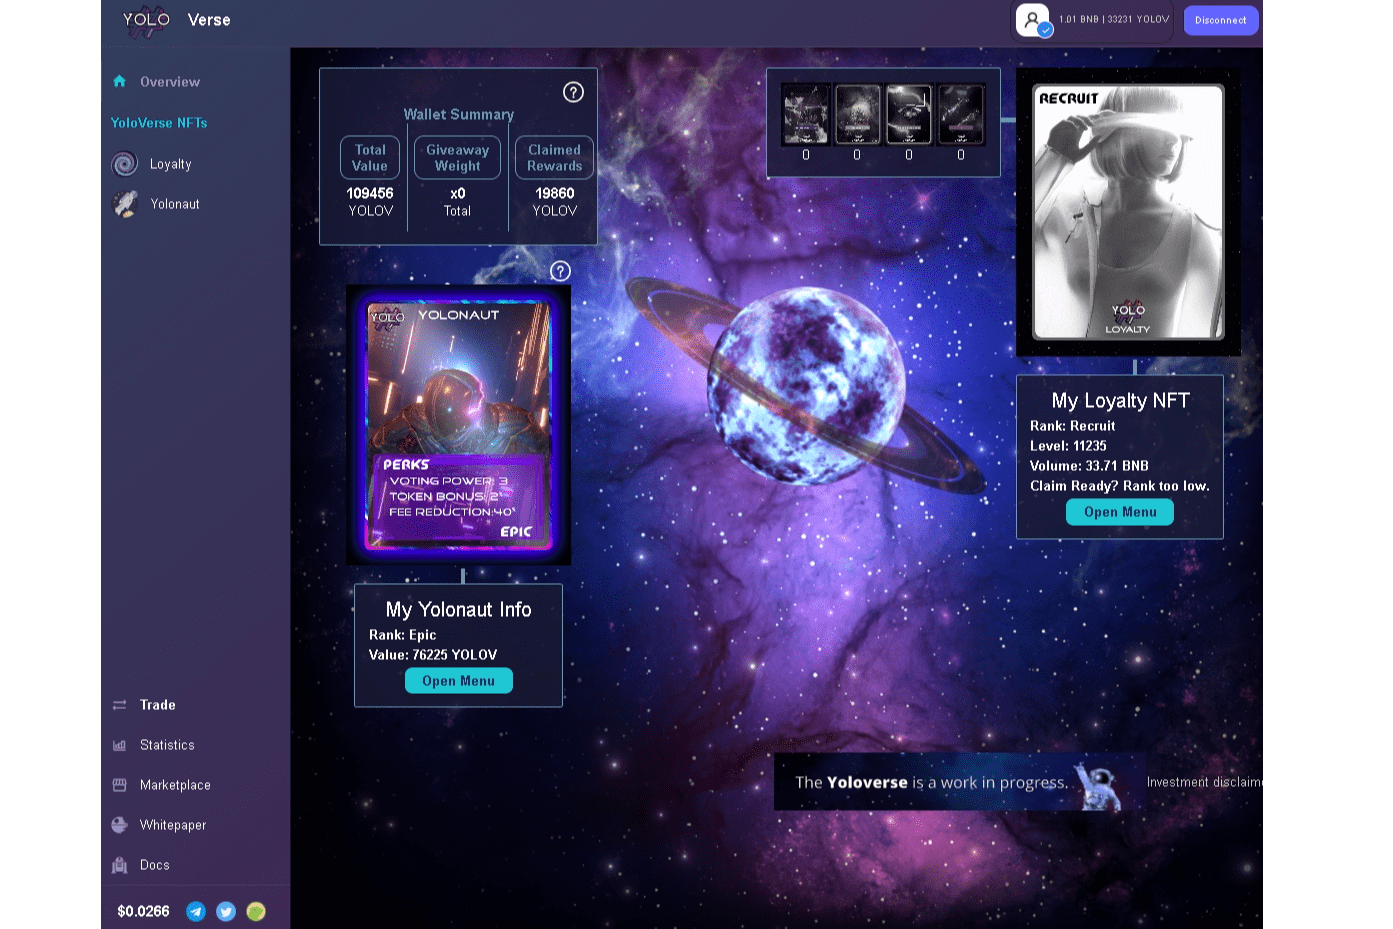 YOLO Verse
1.01 BNB | 33231 YOLOV
Disconnect
Overview
YoloVerse NFTs
Loyalty
Yolonaut
Trade
Statistics
Marketplace
Whitepaper
Docs
$0.0266
?
Wallet Summary
Total Value
Giveaway Weight
Claimed Rewards
109456 YOLOV
x0 Total
19860 YOLOV
?
YOLO YOLONAUT
PERKS
VOTING POWER: 3
TOKEN BONUS: 2%
FEE REDUCTION:40%
EPIC
My Yolonaut Info
Rank: Epic
Value: 76225 YOLOV
Open Menu
0 0 0 0
RECRUIT
YOLO
LOYALTY
My Loyalty NFT
Rank: Recruit
Level: 11235
Volume: 33.71 BNB
Claim Ready? Rank too low.
Open Menu
The Yoloverse is a work in progress.
Investment disclaim